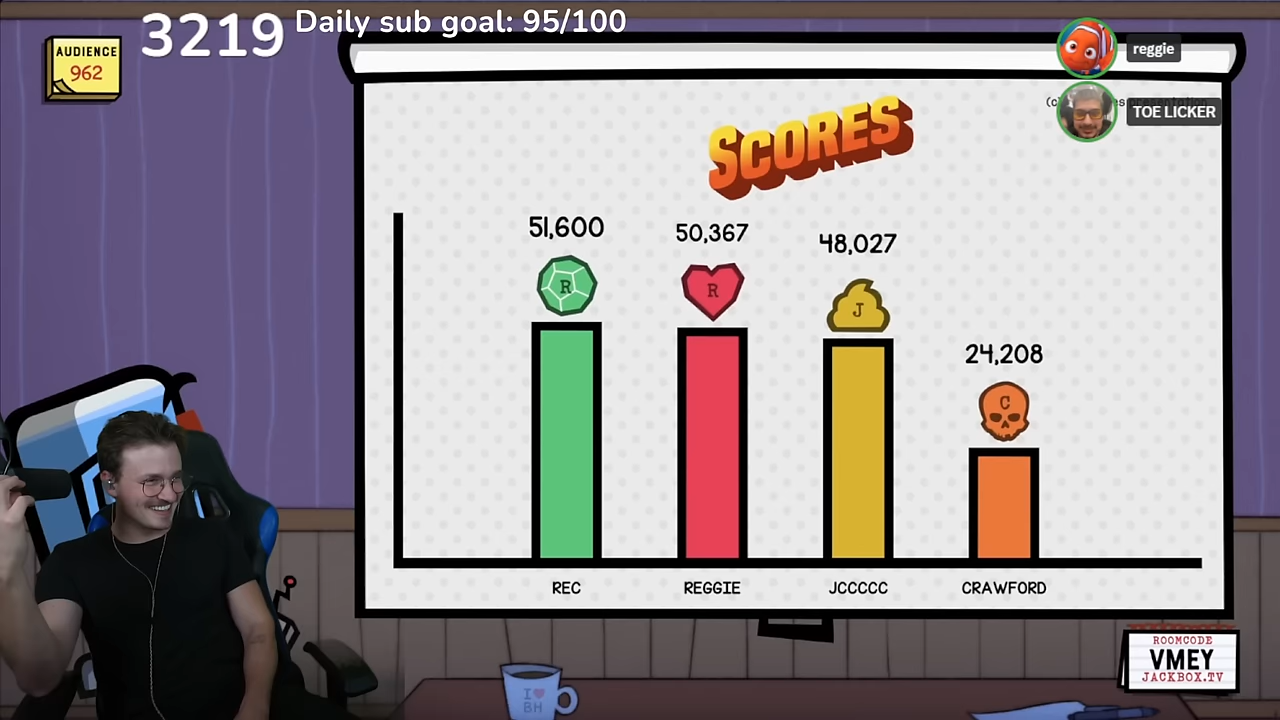 3219
Daily sub goal: 95/100
AUDIENCE
962
reggie
TOE LICKER
SCORES
51,600
50,367
48,027
24,208
R
R
J
C
REC
REGGIE
JCCCCC
CRAWFORD
ROOMCODE
VMEY
JACKBOX.TV
I ❤
BH